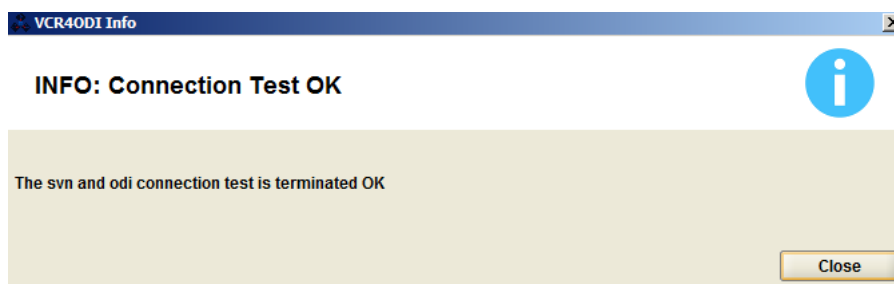 VCR4ODI Info
INFO: Connection Test OK
The svn and odi connection test is terminated OK
Close